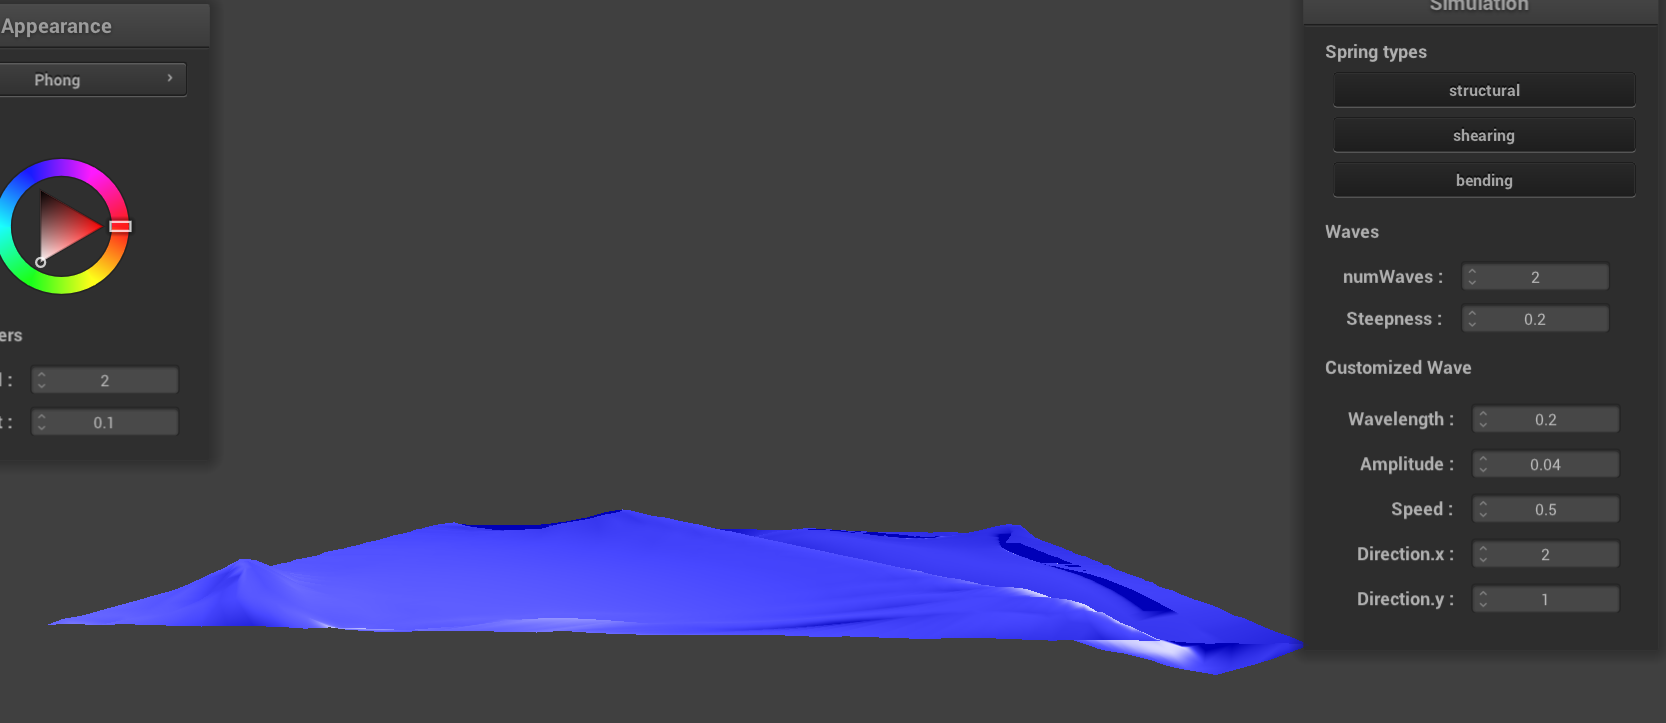 Appearance
Phong
ers
:
2
t :
0.1
Simulation
Spring types
structural
shearing
bending
Waves
numWaves :
2
Steepness :
0.2
Customized Wave
Wavelength :
0.2
Amplitude :
0.04
Speed :
0.5
Direction.x :
2
Direction.y :
1